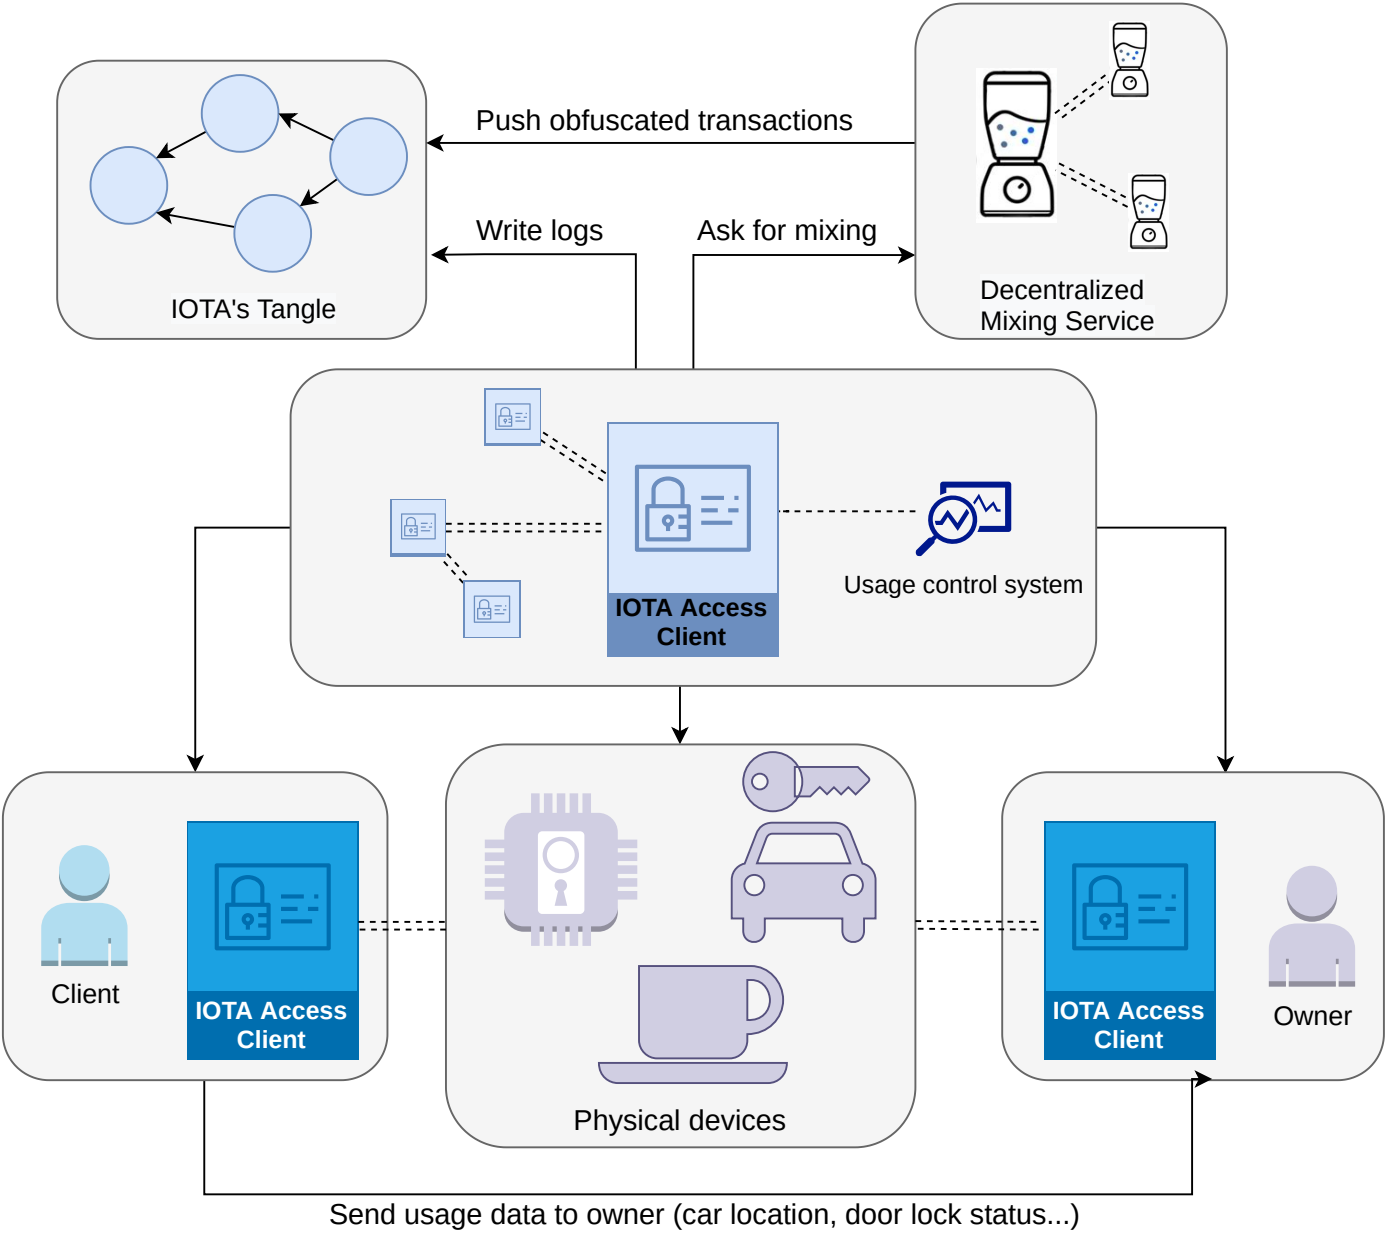 Push obfuscated transactions
Write logs
Ask for mixing
IOTA's Tangle
Decentralized
Mixing Service
IOTA Access
Client
Usage control system
Client
IOTA Access
Client
Physical devices
IOTA Access
Client
Owner
Send usage data to owner (car location, door lock status...)